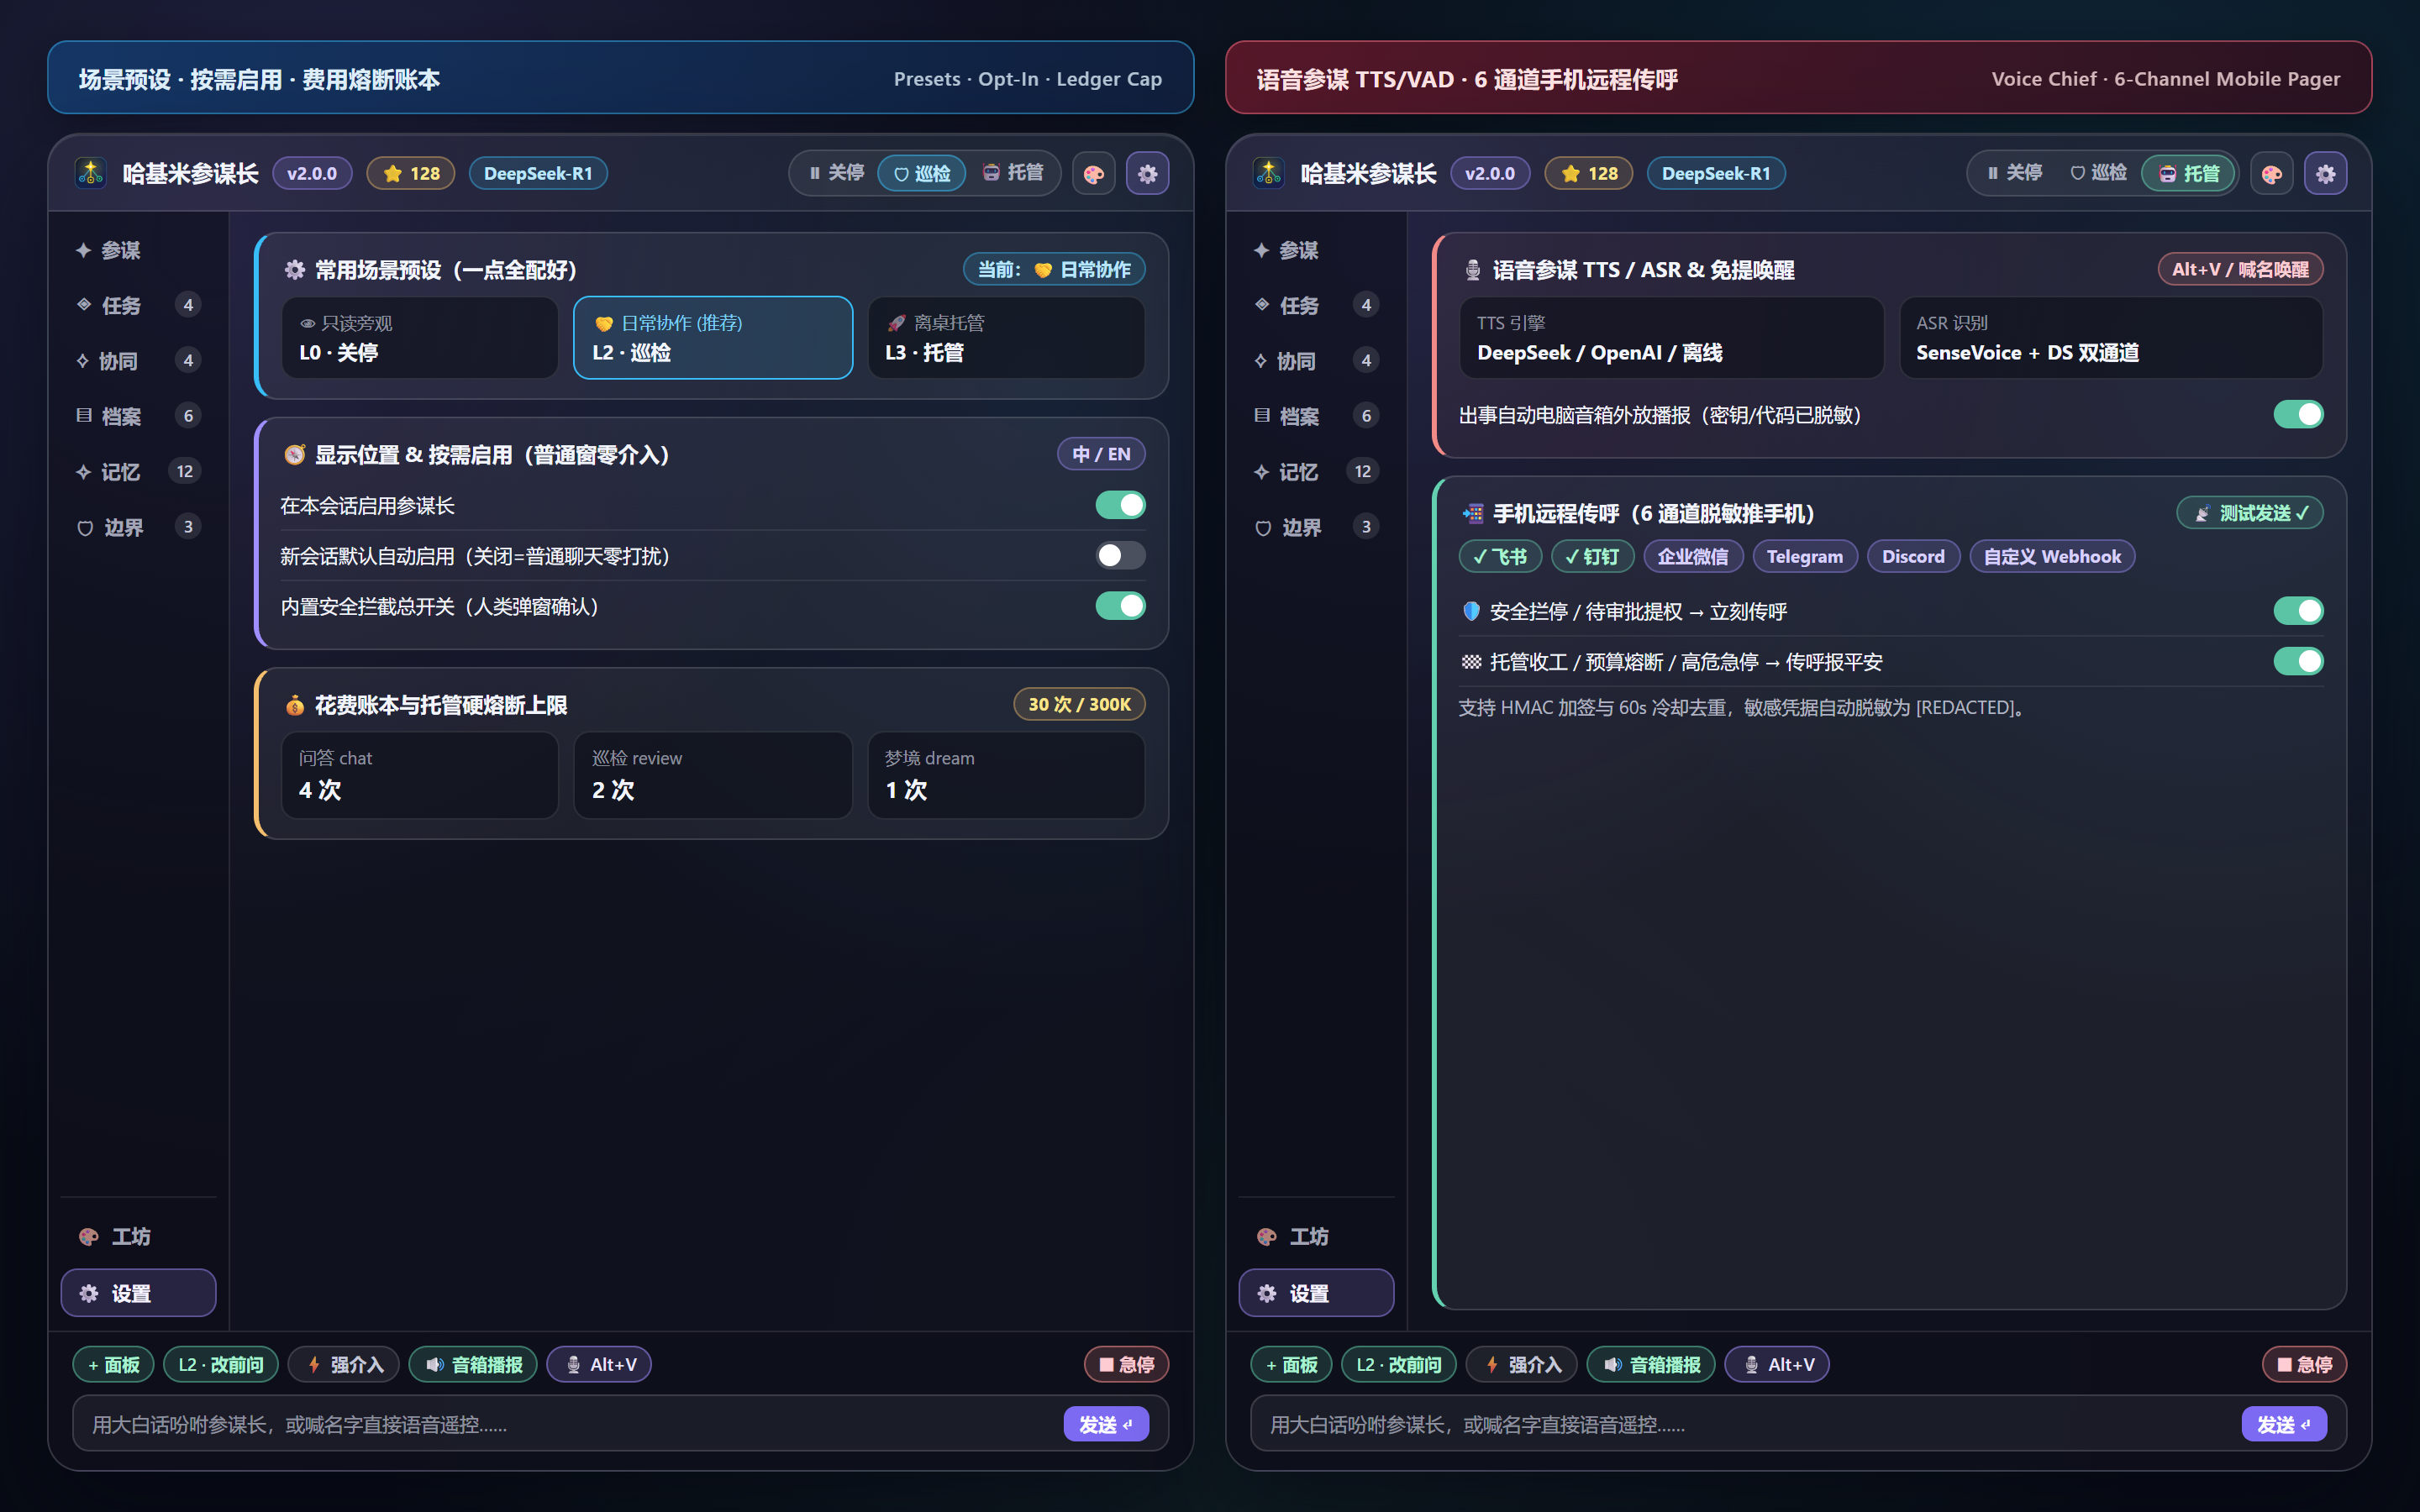 场景预设 · 按需启用 · 费用熔断账本
Presets · Opt-In · Ledger Cap
哈基米参谋长 v2.0.0 128 DeepSeek-R1 关停 巡检 托管
参谋
任务 4
协同 4
档案 6
记忆 12
边界 3
工坊
设置
常用场景预设（一点全配好）
当前： 日常协作
只读旁观
L0 · 关停
日常协作 (推荐)
L2 · 巡检
离桌托管
L3 · 托管
显示位置 & 按需启用（普通窗零介入）
中 / EN
在本会话启用参谋长
新会话默认自动启用（关闭=普通聊天零打扰）
内置安全拦截总开关（人类弹窗确认）
花费账本与托管硬熔断上限
30 次 / 300K
问答 chat
4 次
巡检 review
2 次
梦境 dream
1 次
+ 面板 L2 · 改前问 强介入 音箱播报 Alt+V 急停
用大白话吩咐参谋长，或喊名字直接语音遥控……
发送 ↵
语音参谋 TTS/VAD · 6 通道手机远程传呼
Voice Chief · 6-Channel Mobile Pager
哈基米参谋长 v2.0.0 128 DeepSeek-R1 关停 巡检 托管
参谋
任务 4
协同 4
档案 6
记忆 12
边界 3
工坊
设置
语音参谋 TTS / ASR & 免提唤醒
Alt+V / 喊名唤醒
TTS 引擎
DeepSeek / OpenAI / 离线
ASR 识别
SenseVoice + DS 双通道
出事自动电脑音箱外放播报（密钥/代码已脱敏）
手机远程传呼（6 通道脱敏推手机）
测试发送 ✓
✓ 飞书 ✓ 钉钉 企业微信 Telegram Discord 自定义 Webhook
安全拦停 / 待审批提权 → 立刻传呼
托管收工 / 预算熔断 / 高危急停 → 传呼报平安
支持 HMAC 加签与 60s 冷却去重，敏感凭据自动脱敏为 [REDACTED]。
+ 面板 L2 · 改前问 强介入 音箱播报 Alt+V 急停
用大白话吩咐参谋长，或喊名字直接语音遥控……
发送 ↵